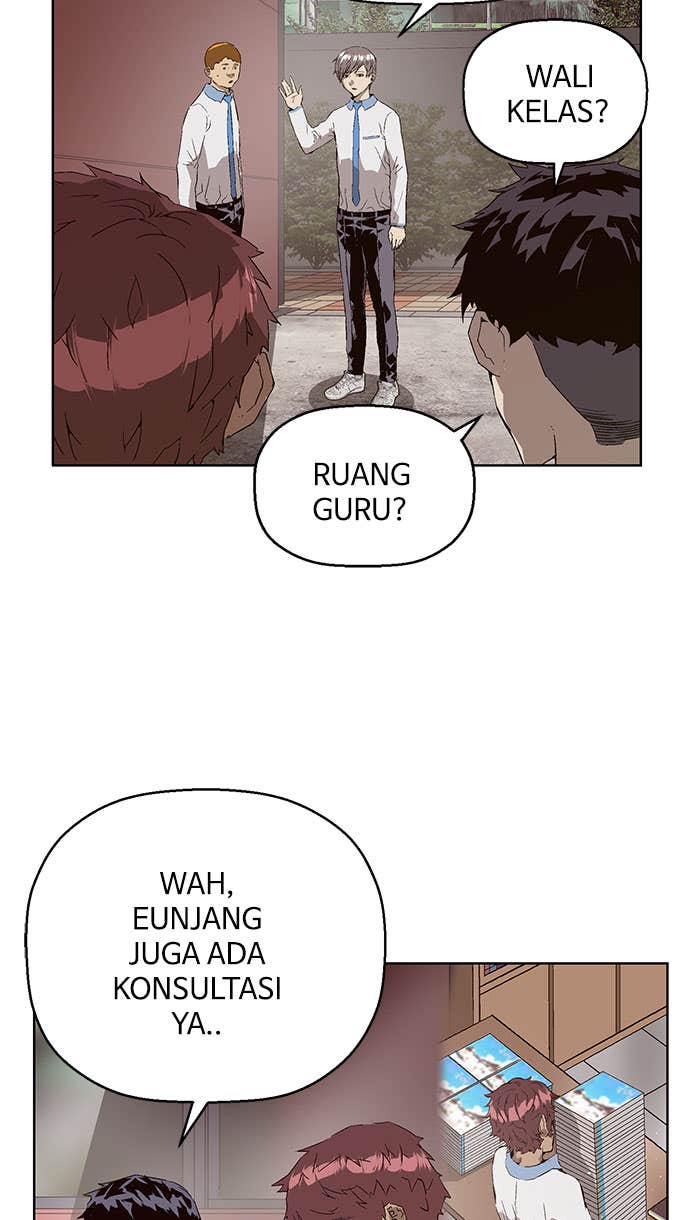 WALI
KELAS?
RUANG
GURU?
WAH,
EUNJANG
JUGA ADA
KONSULTASI
YA..